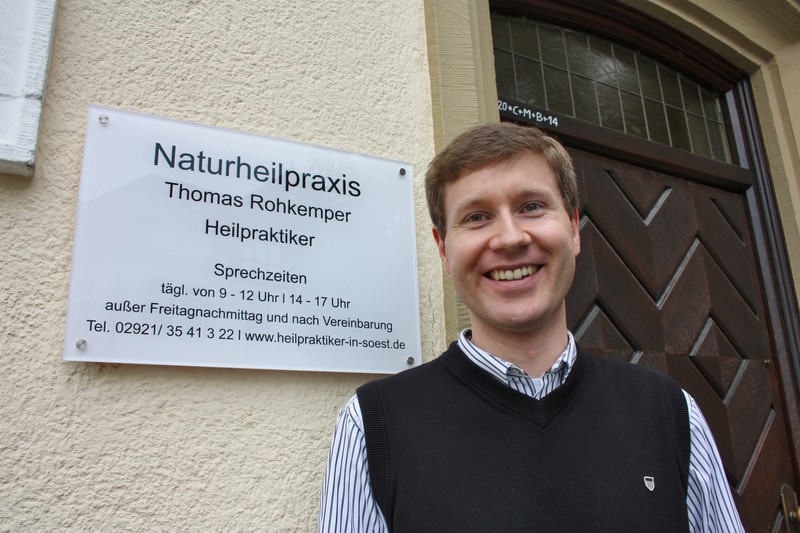 Naturheilpraxis
Thomas Rohkemper
Heilpraktiker
Sprechzeiten
tägl. von 9 - 12 Uhr I 14 - 17 Uhr
außer Freitagnachmittag und nach Vereinbarung
Tel. 02921/ 35 41 3 22 I www.heilpraktiker-in-soest.de
20*C+M+B+14